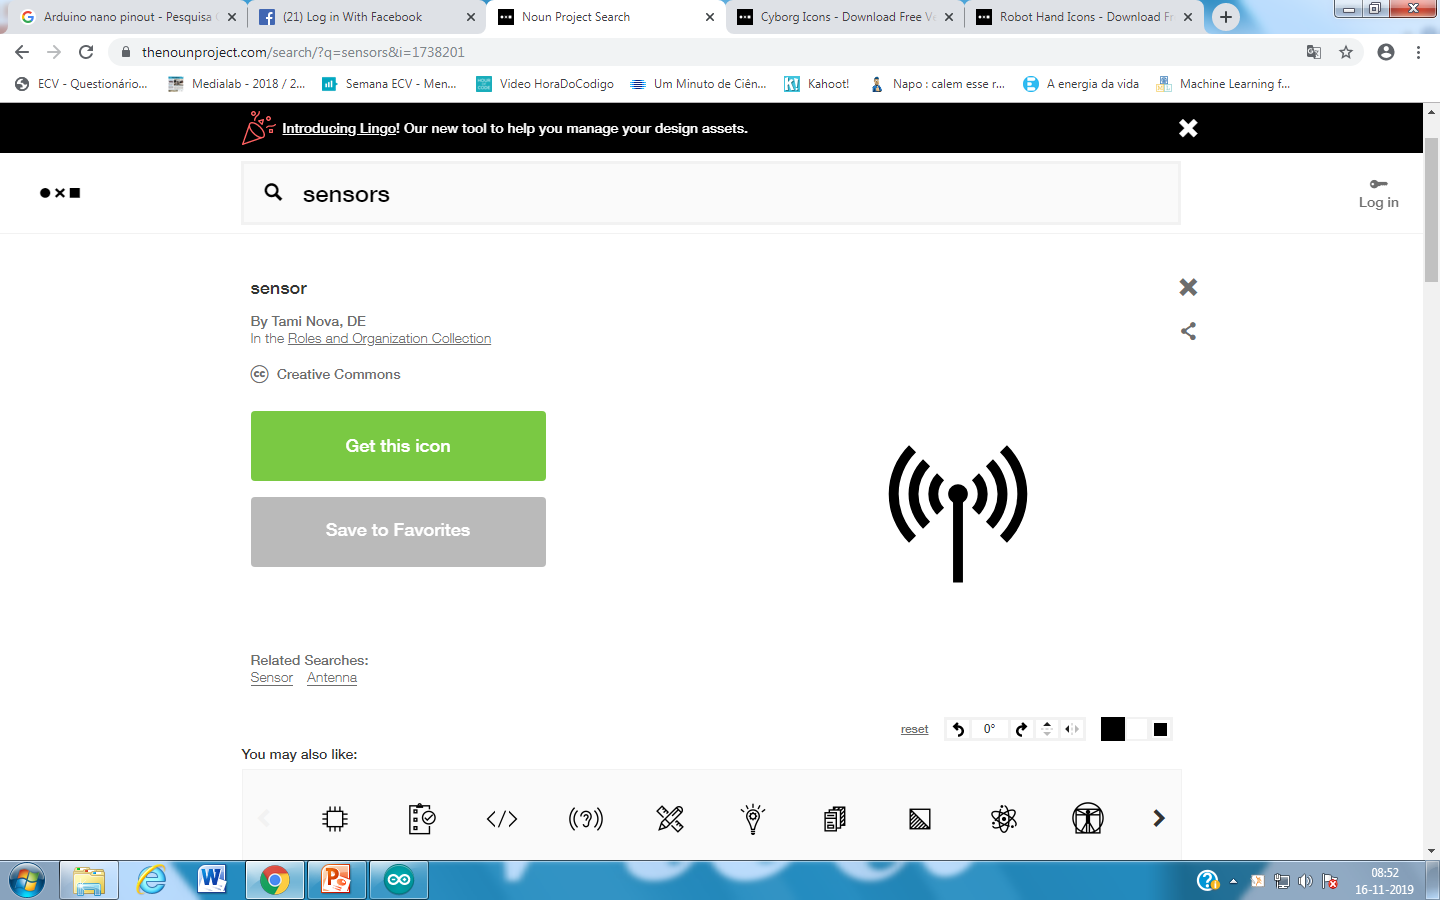 Arduino nano pinout - Pesquisa
(21) Log in With Facebook
Noun Project Search
Cyborg Icons - Download Free
Robot Hand Icons - Download
thenounproject.com/search/?q=sensors&i=1738201
ECV - Questionário...
Medialab - 2018 / 2...
Semana ECV - Men...
Video HoraDoCodigo
Um Minuto de Ciên...
Kahoot!
Napo : calem esse r...
A energia da vida
Machine Learning f...
Introducing Lingo! Our new tool to help you manage your design assets.
sensors
Log in
sensor
By Tami Nova, DE
In the Roles and Organization Collection
cc Creative Commons
Get this icon
Save to Favorites
Related Searches:
Sensor Antenna
reset 0°
You may also like:
08:52
16-11-2019